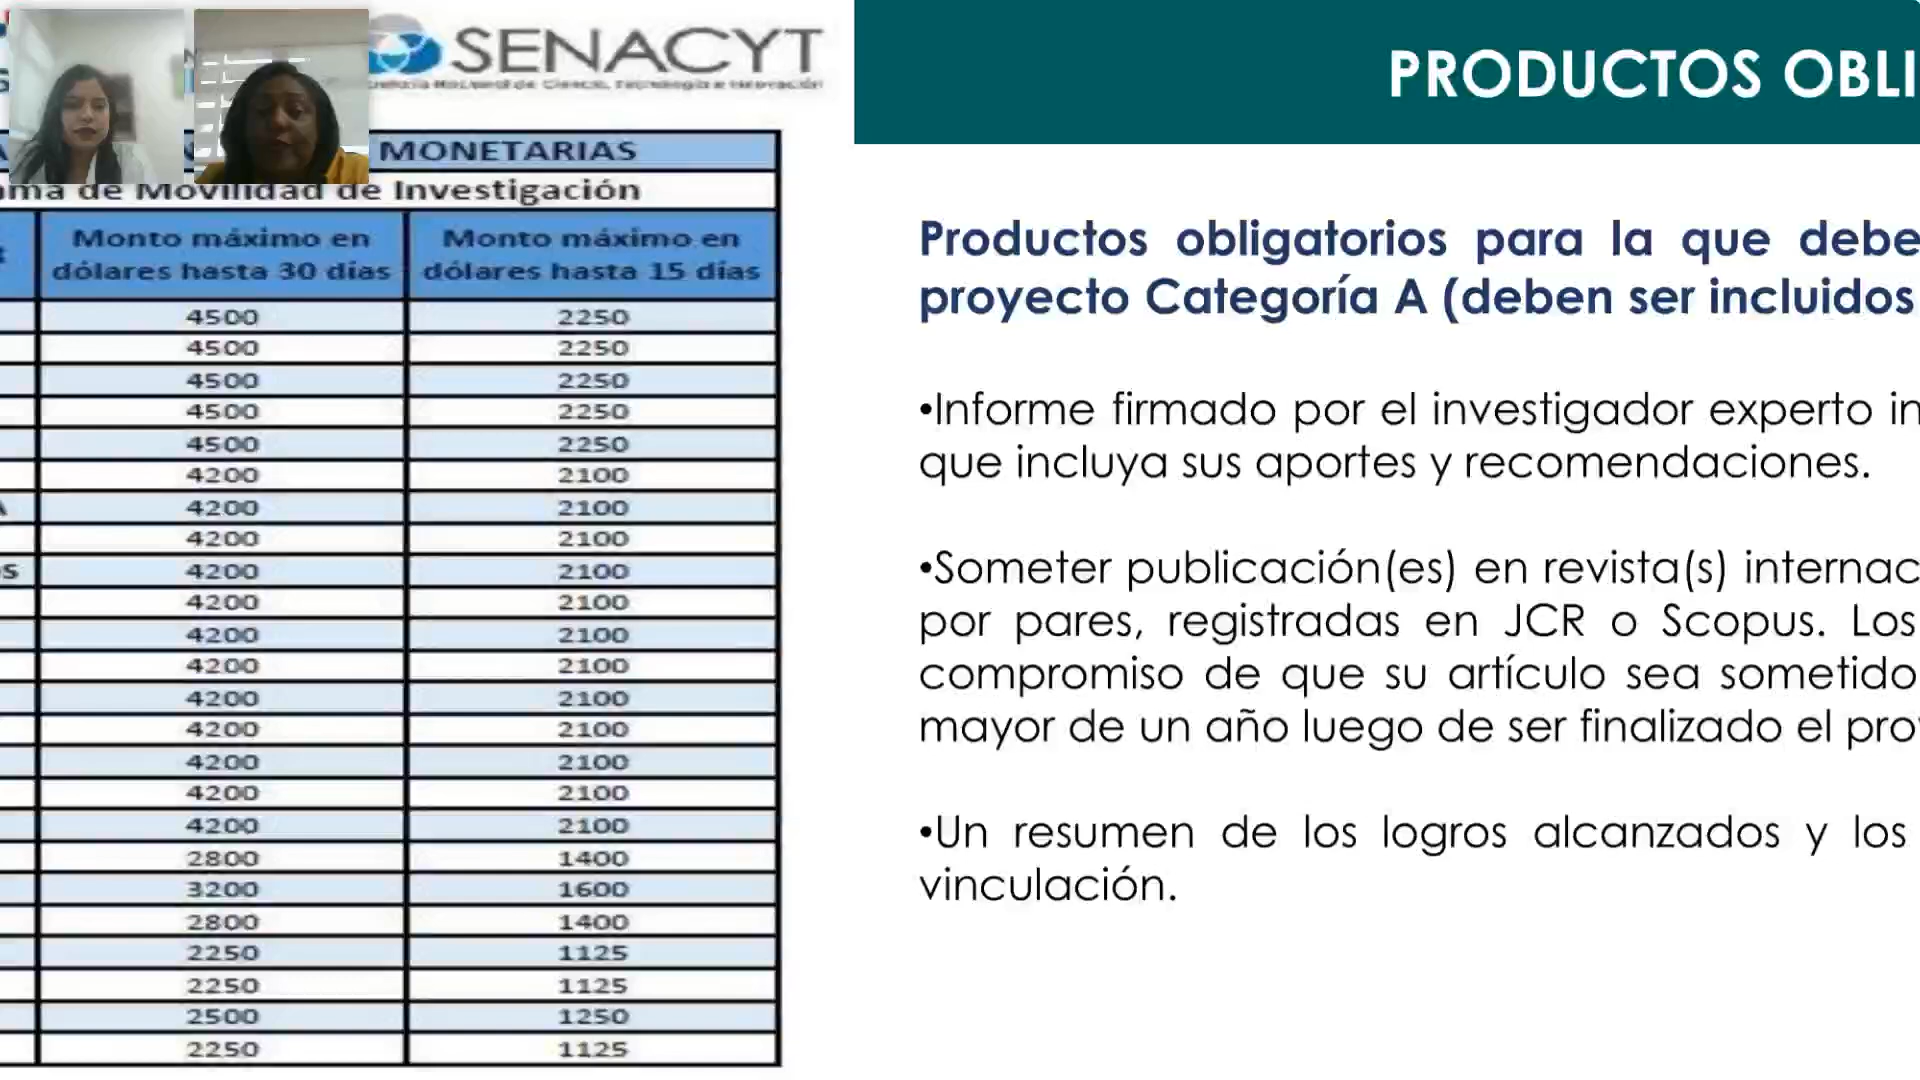 SENACYT
MONETARIAS
de Movilidad de Investigación
Monto máximo en
dólares hasta 30 días
Monto máximo en
dólares hasta 15 días
4500 2250
4500 2250
4500 2250
4500 2250
4500 2250
4200 2100
4200 2100
4200 2100
4200 2100
4200 2100
4200 2100
4200 2100
4200 2100
4200 2100
4200 2100
4200 2100
4200 2100
2800 1400
3200 1600
2800 1400
2250 1125
2250 1125
2500 1250
2250 1125
PRODUCTOS OBLI
Productos obligatorios para la que debe
proyecto Categoría A (deben ser incluidos
•Informe firmado por el investigador experto in
que incluya sus aportes y recomendaciones.
•Someter publicación(es) en revista(s) internac
por pares, registradas en JCR o Scopus. Los
compromiso de que su artículo sea sometido
mayor de un año luego de ser finalizado el pro
•Un resumen de los logros alcanzados y los
vinculación.